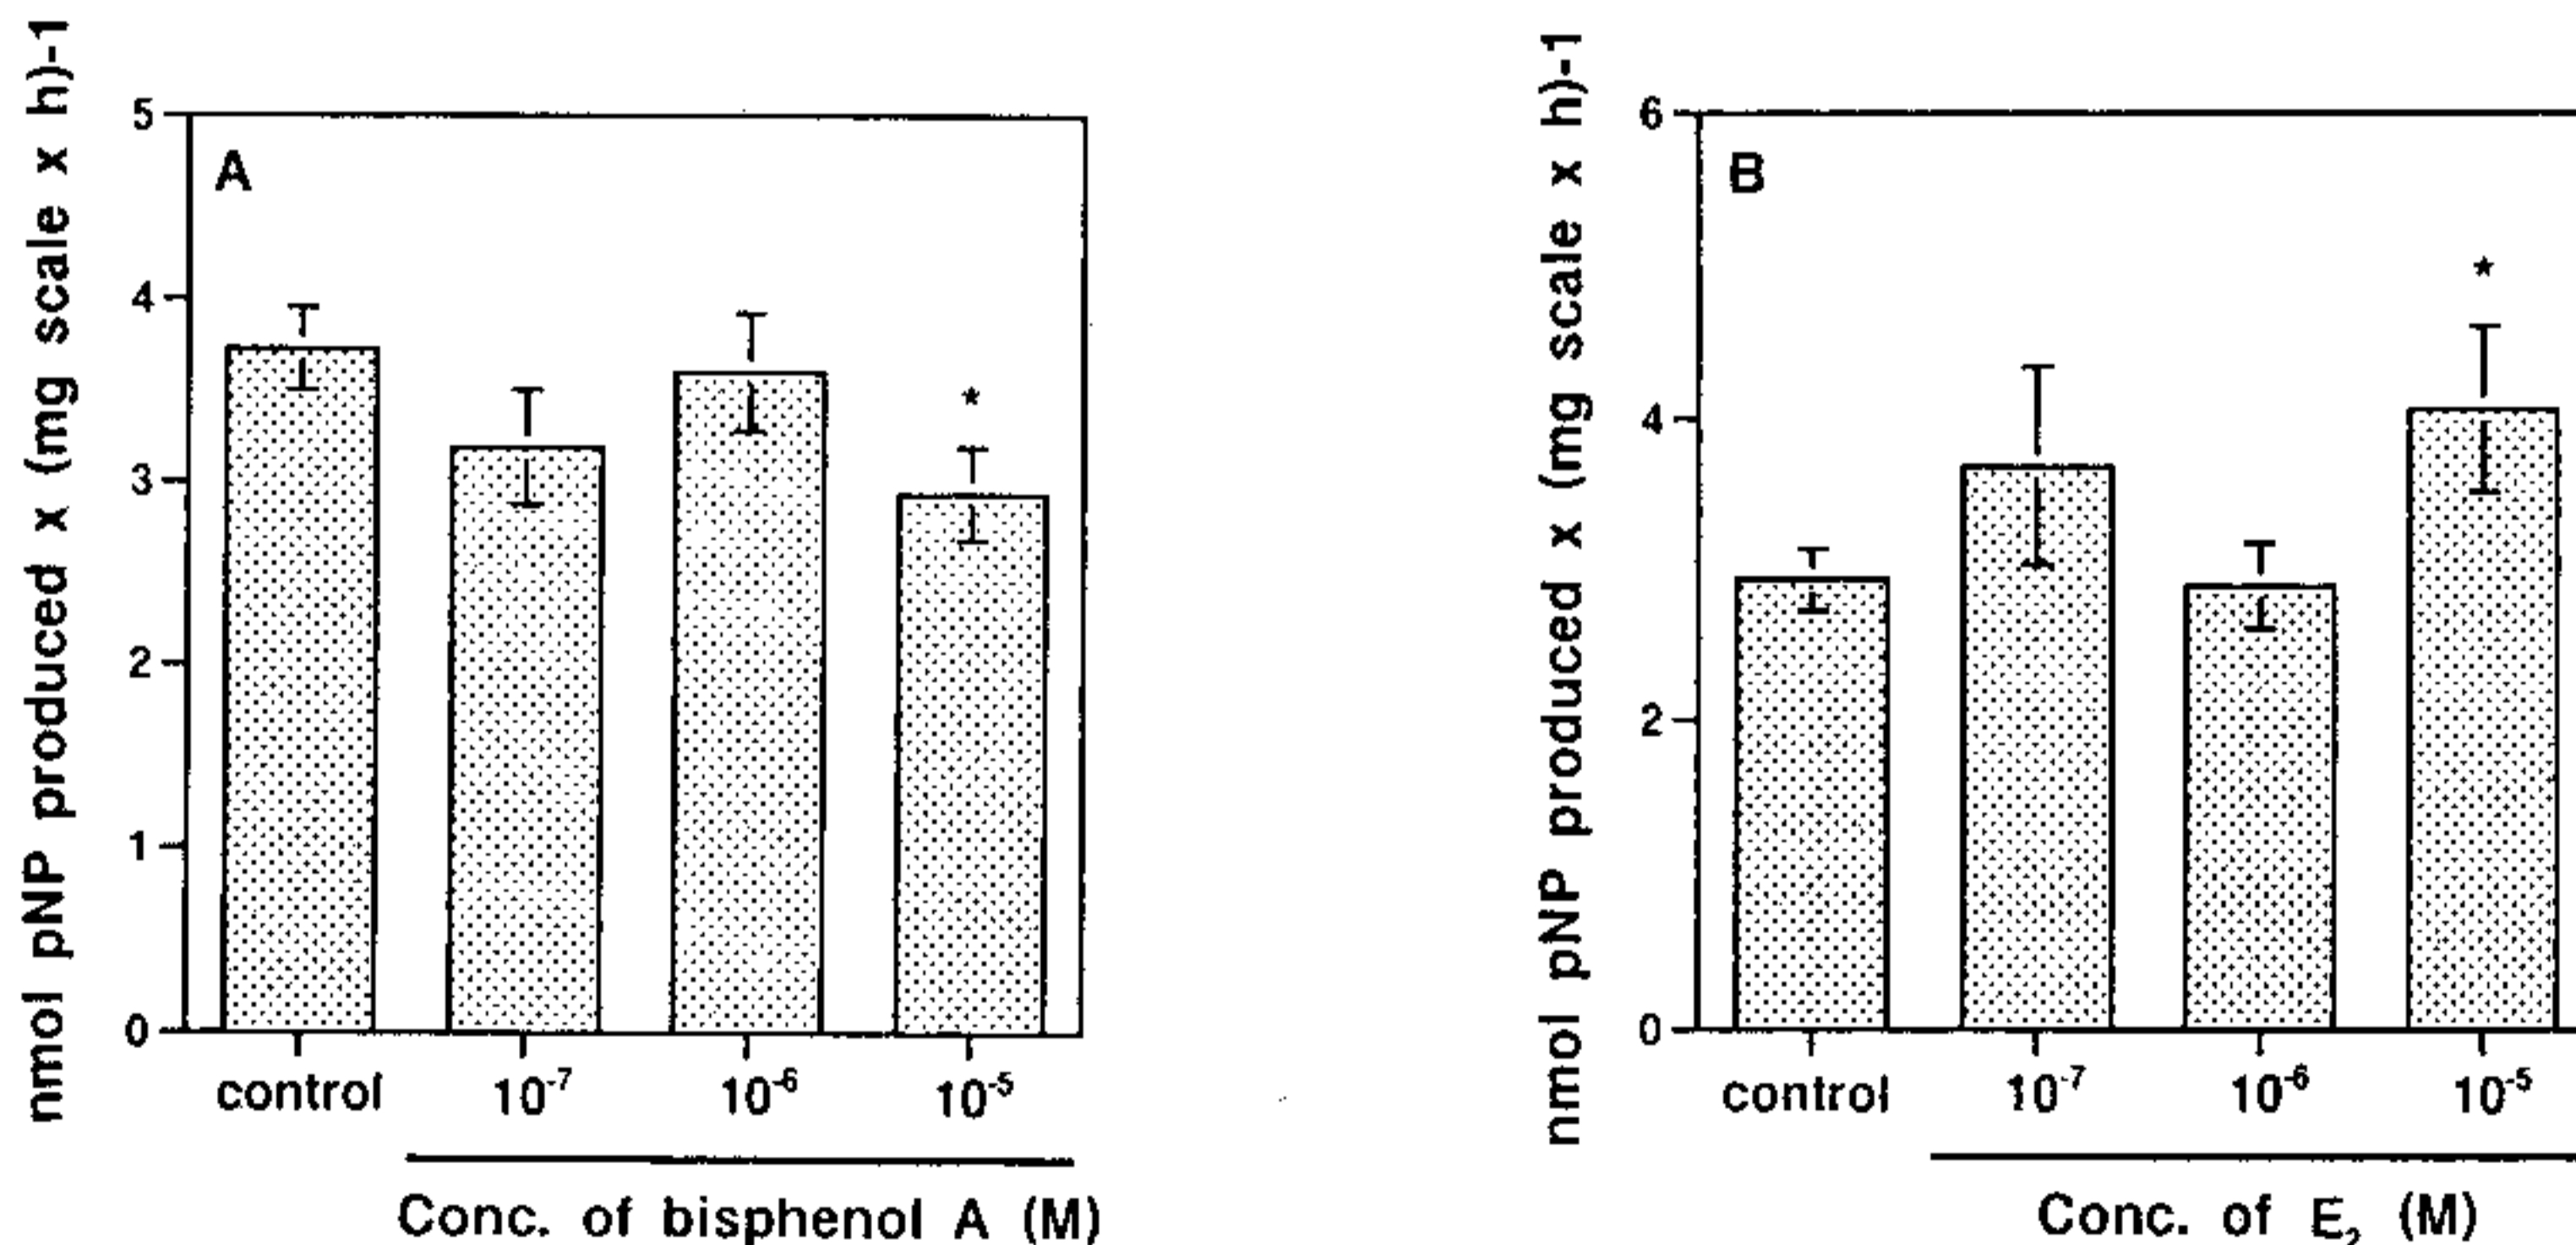 nmol pNP produced x (mg scale x h)-1
A
5
4
3
2
1
0
*
control 10⁻⁷ 10⁻⁶ 10⁻⁵
Conc. of bisphenol A (M)
nmol pNP produced x (mg scale x h)-1
B
6
4
2
0
*
control 10⁻⁷ 10⁻⁶ 10⁻⁵
Conc. of E₂ (M)